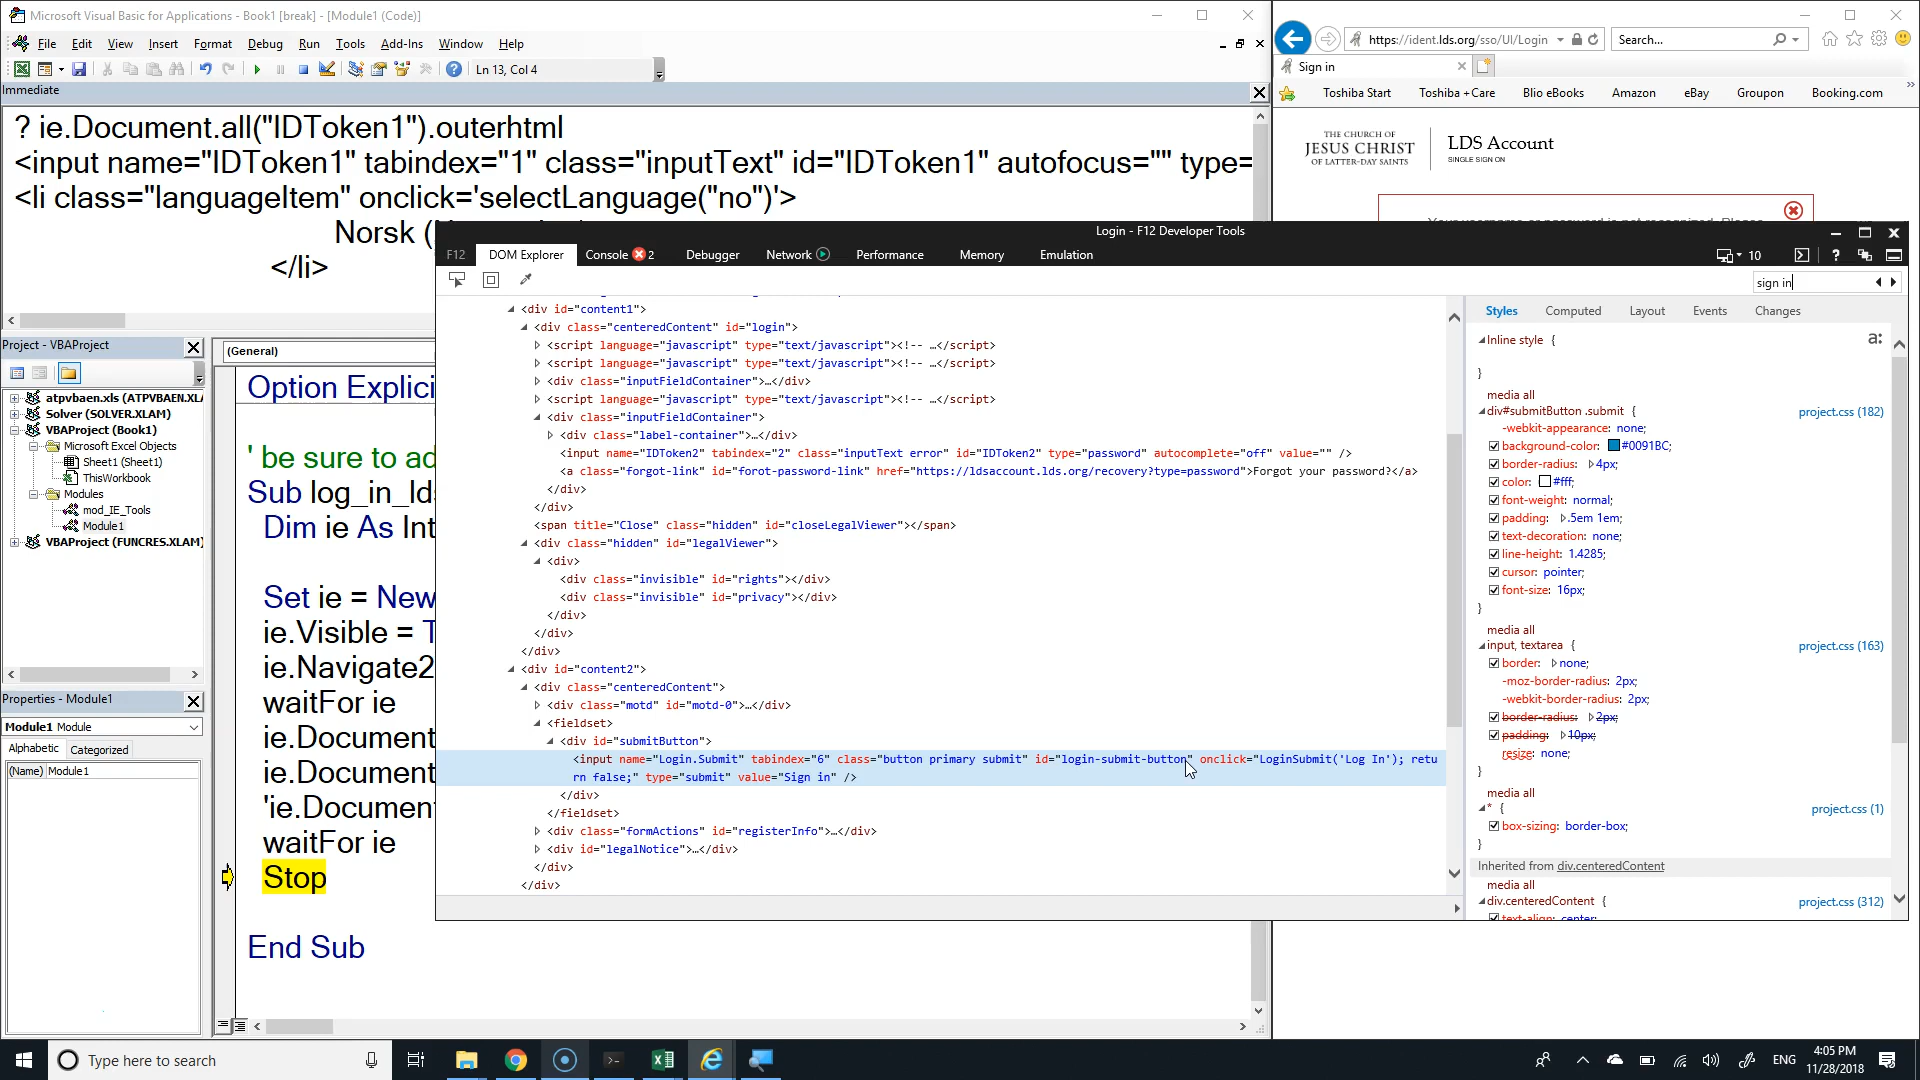 Microsoft Visual Basic for Applications - Book1 [break] - [Module1 (Code)]
File Edit View Insert Format Debug Run Tools Add-Ins Window Help
Ln 13, Col 4
Immediate
? ie.Document.all("IDToken1").outerhtml
<input name="IDToken1" tabindex="1" class="inputText" id="IDToken1" autofocus="" type=
<li class="languageItem" onclick='selectLanguage("no")'>
Norsk (
</li>
https://ident.lds.org/sso/UI/Login
Search...
Sign in
Toshiba Start Toshiba + Care Blio eBooks Amazon eBay Groupon Booking.com
THE CHURCH OF
JESUS CHRIST
OF LATTER-DAY SAINTS
LDS Account
SINGLE SIGN ON
Login - F12 Developer Tools
F12 DOM Explorer Console 2 Debugger Network Performance Memory Emulation 10
sign in
<div id="content1">
<div class="centeredContent" id="login">
<script language="javascript" type="text/javascript"><!-- …</script>
<script language="javascript" type="text/javascript"><!-- …</script>
<div class="inputFieldContainer">…</div>
<script language="javascript" type="text/javascript"><!-- …</script>
<div class="inputFieldContainer">
<div class="label-container">…</div>
<input name="IDToken2" tabindex="2" class="inputText error" id="IDToken2" type="password" autocomplete="off" value="" />
<a class="forgot-link" id="forot-password-link" href="https://ldsaccount.lds.org/recovery?type=password">Forgot your password?</a>
</div>
</div>
<span title="Close" class="hidden" id="closeLegalViewer"></span>
<div class="hidden" id="legalViewer">
<div>
<div class="invisible" id="rights"></div>
<div class="invisible" id="privacy"></div>
</div>
</div>
</div>
<div id="content2">
<div class="centeredContent">
<div class="motd" id="motd-0">…</div>
<fieldset>
<div id="submitButton">
<input name="Login.Submit" tabindex="6" class="button primary submit" id="login-submit-button" onclick="LoginSubmit('Log In'); retu
rn false;" type="submit" value="Sign in" />
</div>
</fieldset>
<div class="formActions" id="registerInfo">…</div>
<div id="legalNotice">…</div>
</div>
</div>
Styles Computed Layout Events Changes
Inline style {
a:
}
media all
div#submitButton .submit { project.css (182)
-webkit-appearance: none;
background-color: #0091BC;
border-radius: 4px;
color: #fff;
font-weight: normal;
padding: .5em 1em;
text-decoration: none;
line-height: 1.4285;
cursor: pointer;
font-size: 16px;
}
media all
input, textarea { project.css (163)
border: none;
-moz-border-radius: 2px;
-webkit-border-radius: 2px;
border-radius: 2px;
padding: 10px;
resize: none;
}
media all
* { project.css (1)
box-sizing: border-box;
}
Inherited from div.centeredContent
media all
div.centeredContent { project.css (312)
text-align: center;
Project - VBAProject
atpvbaen.xls (ATPVBAEN.XLA
Solver (SOLVER.XLAM)
VBAProject (Book1)
Microsoft Excel Objects
Sheet1 (Sheet1)
ThisWorkbook
Modules
mod_IE_Tools
Module1
VBAProject (FUNCRES.XLAM)
Properties - Module1
Module1 Module
Alphabetic Categorized
(Name) Module1
(General)
Option Explici
' be sure to ad
Sub log_in_lds
Dim ie As Int
Set ie = New
ie.Visible = T
ie.Navigate2
waitFor ie
ie.Document
ie.Document
'ie.Document
waitFor ie
Stop
End Sub
Type here to search
ENG
4:05 PM
11/28/2018